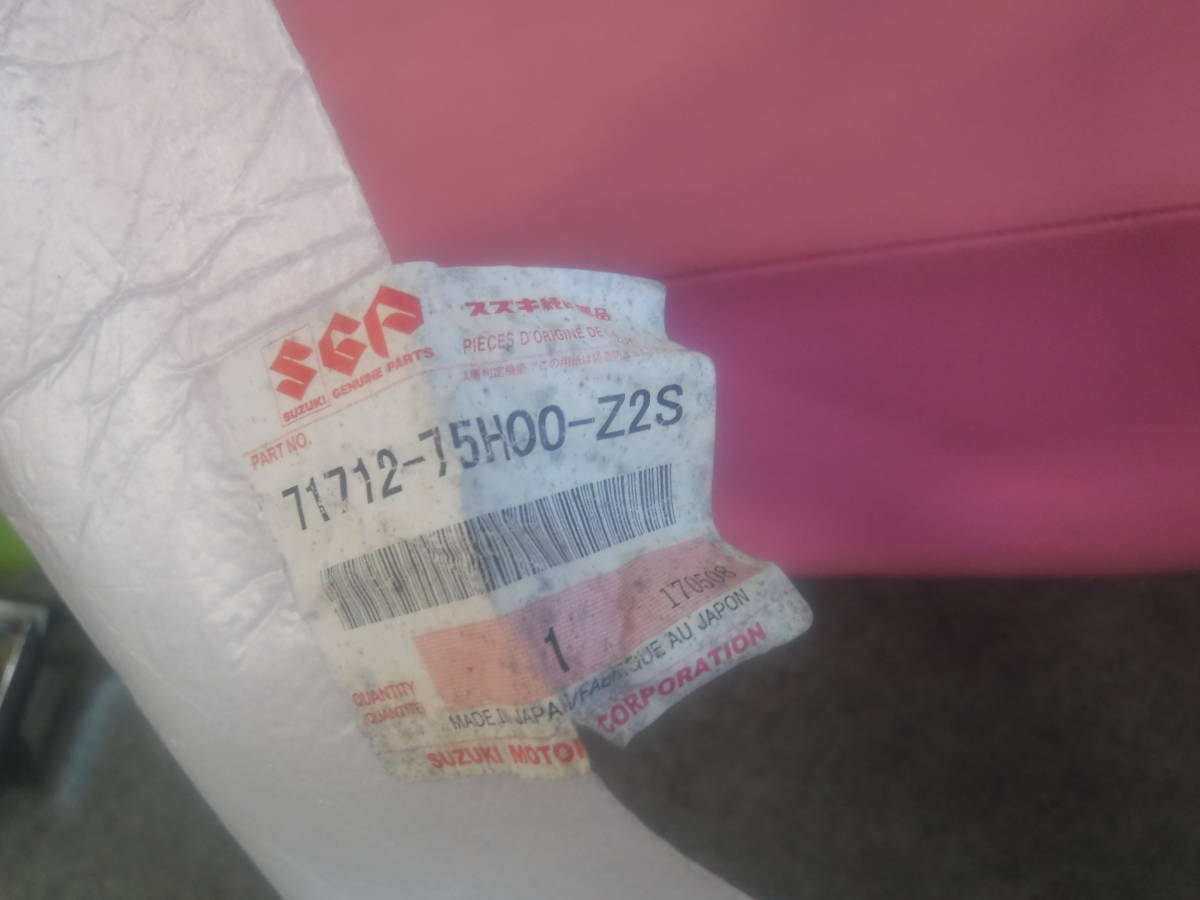 SGP
SUZUKI GENUINE PARTS
スズキ純正部品
PIECES D'ORIGINE DE
PART NO.
71712-75H00-Z2S
170508
1
QUANTITY
QUANTITE
MADE IN JAPAN/FABRIQUE AU JAPON
SUZUKI MOTOR CORPORATION